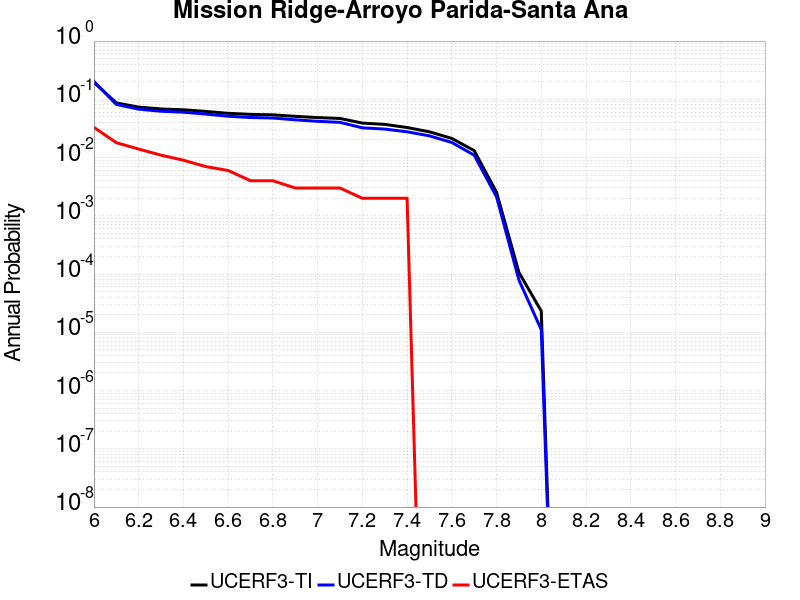 Mission Ridge-Arroyo Parida-Santa Ana
10^0
10^-1
10^-2
10^-3
10^-4
10^-5
10^-6
10^-7
10^-8
Annual Probability
6 6.2 6.4 6.6 6.8 7 7.2 7.4 7.6 7.8 8 8.2 8.4 8.6 8.8 9
Magnitude
UCERF3-TI UCERF3-TD UCERF3-ETAS